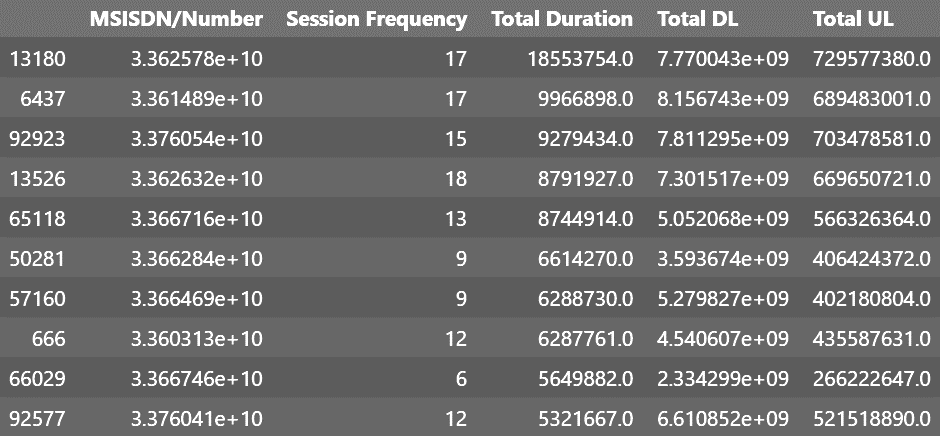 MSISDN/Number Session Frequency Total Duration Total DL Total UL
13180 3.362578e+10 17 18553754.0 7.770043e+09 729577380.0
6437 3.361489e+10 17 9966898.0 8.156743e+09 689483001.0
92923 3.376054e+10 15 9279434.0 7.811295e+09 703478581.0
13526 3.362632e+10 18 8791927.0 7.301517e+09 669650721.0
65118 3.366716e+10 13 8744914.0 5.052068e+09 566326364.0
50281 3.366284e+10 9 6614270.0 3.593674e+09 406424372.0
57160 3.366469e+10 9 6288730.0 5.279827e+09 402180804.0
666 3.360313e+10 12 6287761.0 4.540607e+09 435587631.0
66029 3.366746e+10 6 5649882.0 2.334299e+09 266222647.0
92577 3.376041e+10 12 5321667.0 6.610852e+09 521518890.0